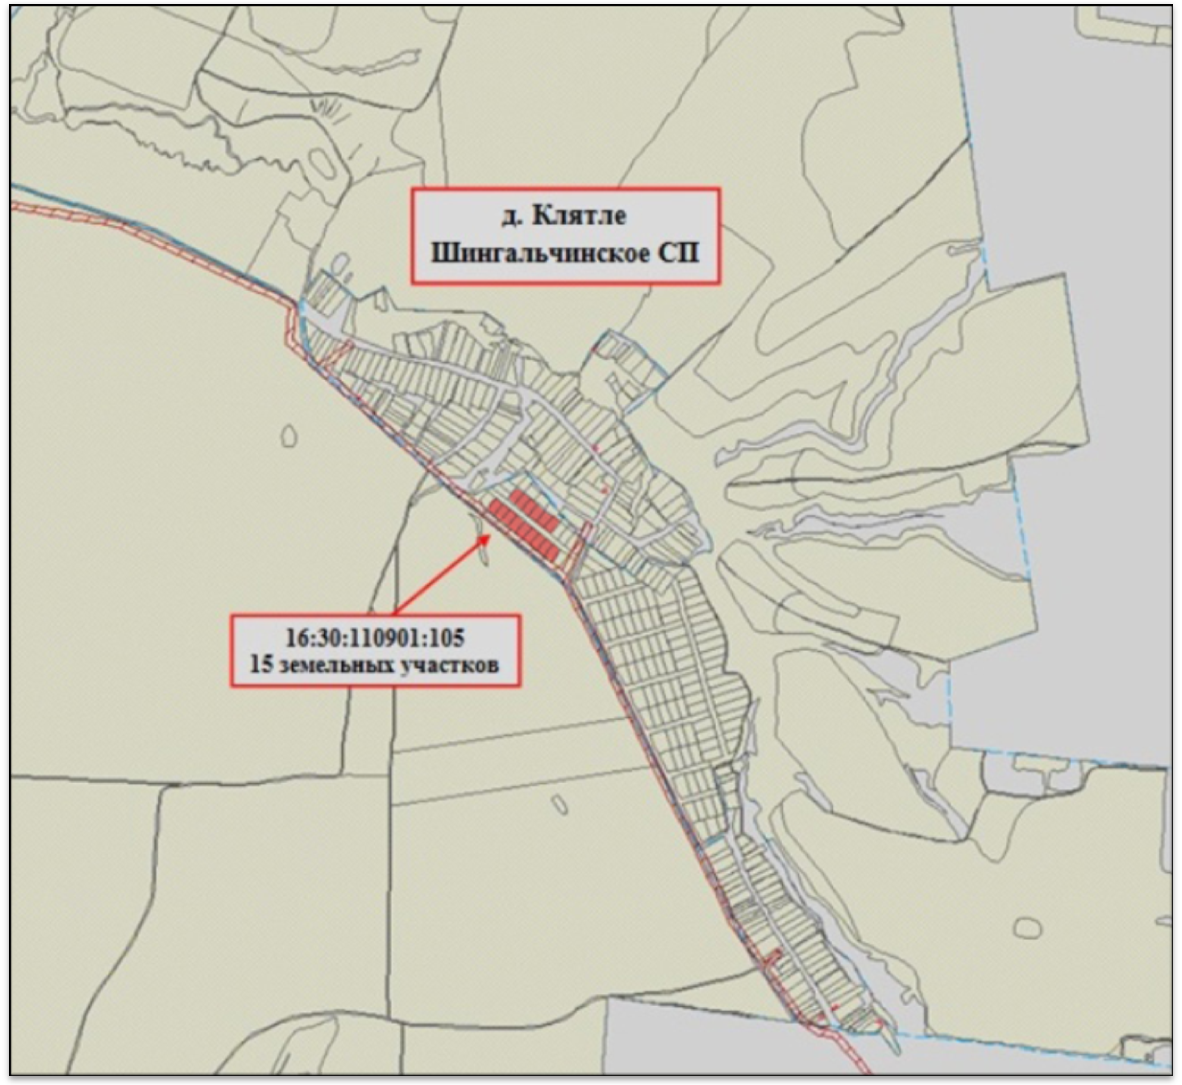 д. Клятле
Шингальчинское СП
16:30:110901:105
15 земельных участков